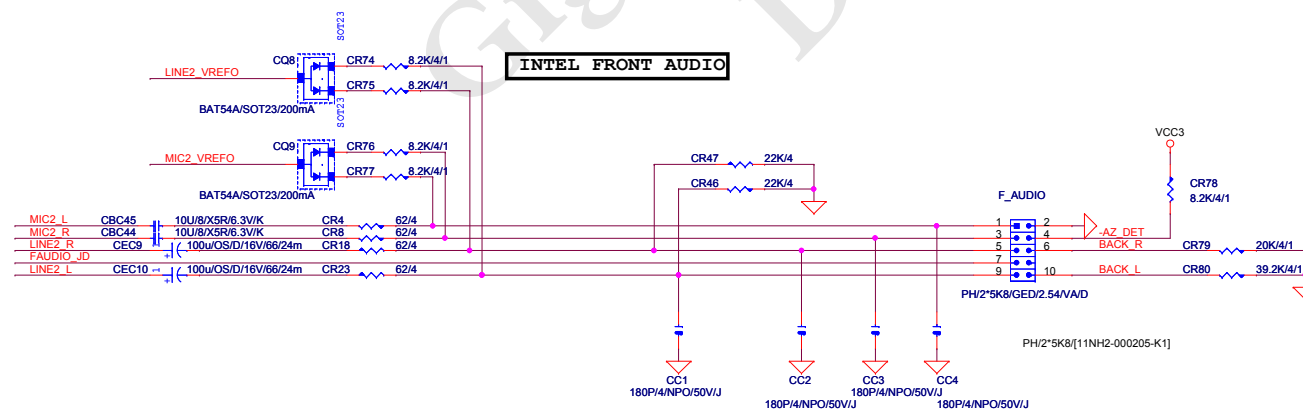 SOT23
INTEL FRONT AUDIO
CQ8
CR74
8.2K/4/1
LINE2_VREFO
CR75
8.2K/4/1
BAT54A/SOT23/200mA
SOT23
CQ9
CR76
8.2K/4/1
MIC2_VREFO
CR77
8.2K/4/1
BAT54A/SOT23/200mA
CR47
22K/4
CR46
22K/4
VCC3
CR78
8.2K/4/1
F_AUDIO
MIC2_L
CBC45
10U/8/X5R/6.3V/K
CR4
62/4
1
2
MIC2_R
CBC44
10U/8/X5R/6.3V/K
CR8
62/4
3
4
-AZ_DET
LINE2_R
CEC9
100u/OS/D/16V/66/24m
CR18
62/4
5
6
BACK_R
CR79
20K/4/1
FAUDIO_JD
7
LINE2_L
CEC10
1
100u/OS/D/16V/66/24m
CR23
62/4
9
10
BACK_L
CR80
39.2K/4/1
PH/2*5K8/GED/2.54/VA/D
PH/2*5K8/[11NH2-000205-K1]
CC1
180P/4/NPO/50V/J
CC2
180P/4/NPO/50V/J
CC3
180P/4/NPO/50V/J
CC4
180P/4/NPO/50V/J